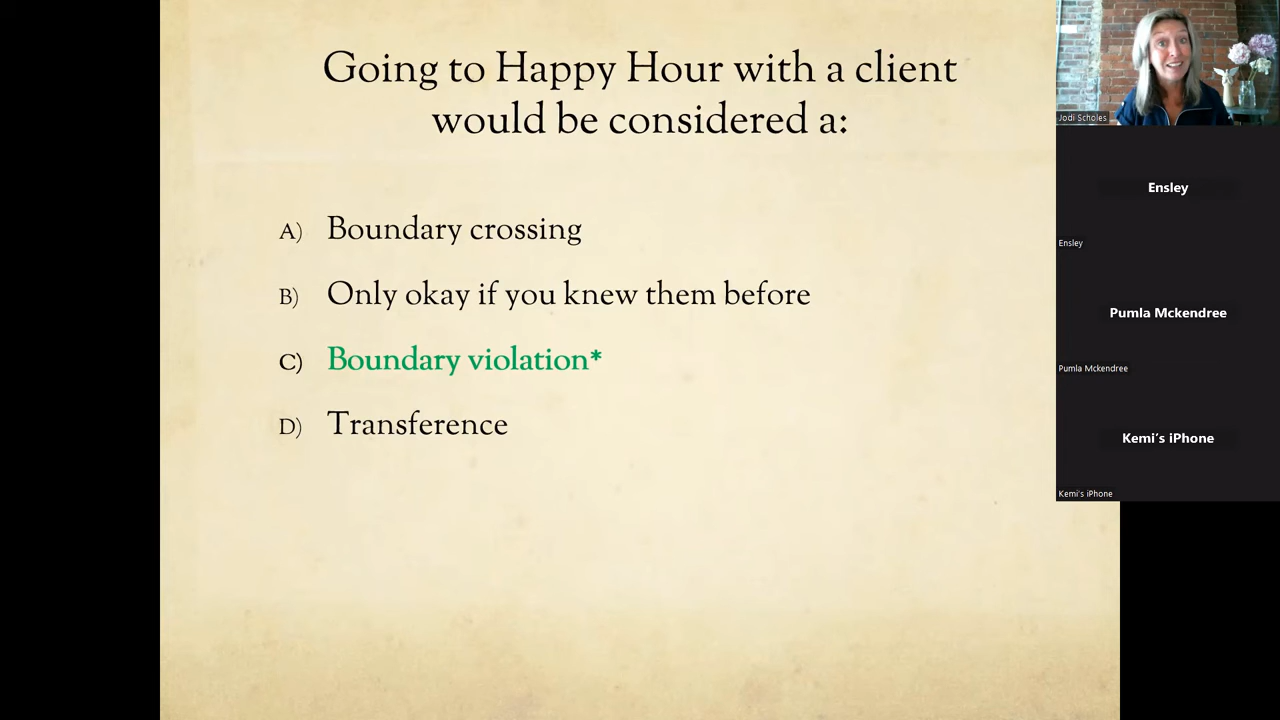 Going to Happy Hour with a client
would be considered a:
A) Boundary crossing
B) Only okay if you knew them before
C) Boundary violation*
D) Transference
Jodi Scholes
Ensley
Ensley
Pumla Mckendree
Pumla Mckendree
Kemi's iPhone
Kemi's iPhone